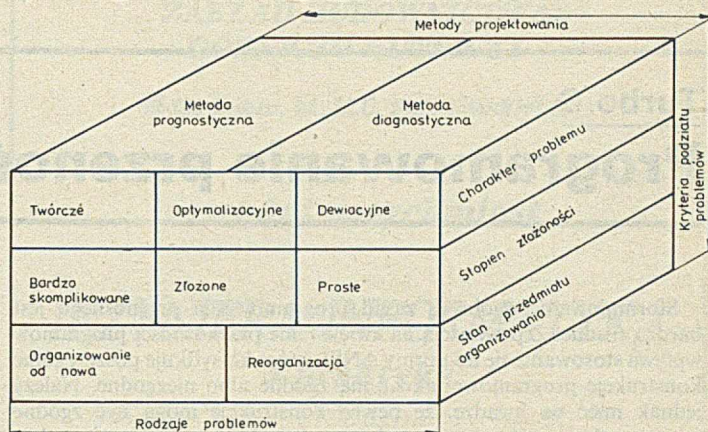 Metody projektowania
Metoda
prognostyczna
Metoda
diagnostyczna
Kryteria podziału
problemów
Charakter problemu
Stopien złożoności
Stan przedmiotu
organizowania
Twórcze
Optymalizacyjne
Dewiacyjne
Bardzo
skomplikowane
Złożone
Proste
Organizowanie
od nowa
Reorganizacja
Rodzaje problemów